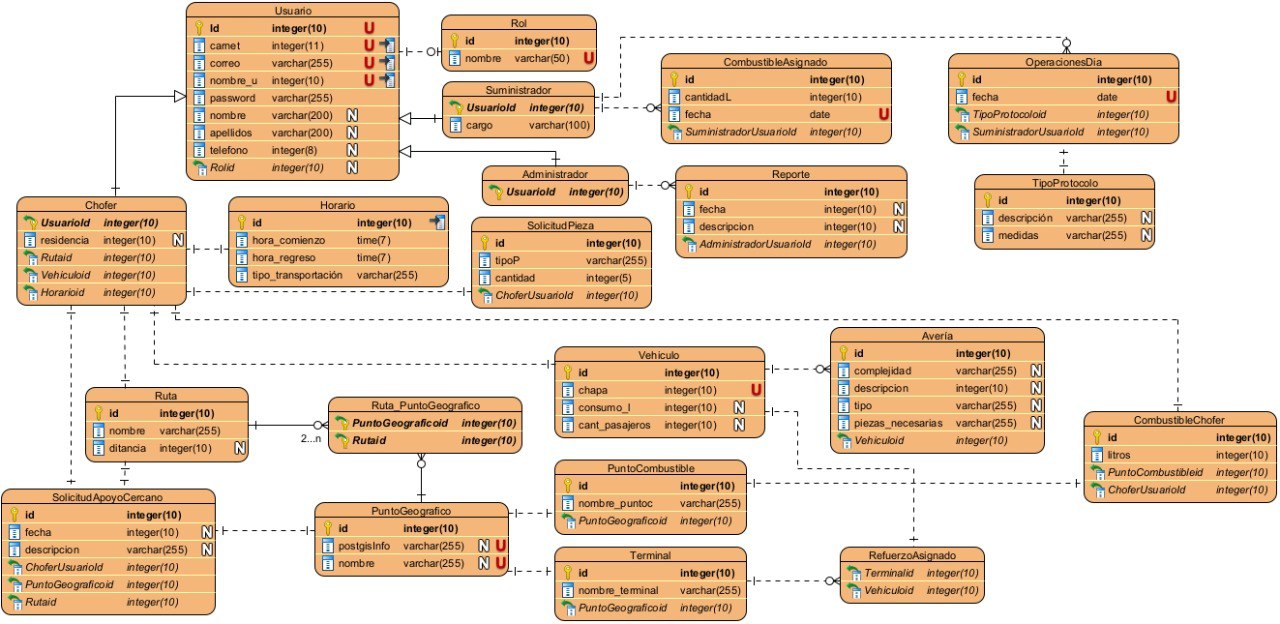 Usuario
Id integer(10) U
carnet integer(11) U
correo varchar(255) U
nombre_u integer(10) U
password varchar(255)
nombre varchar(200) N
apellidos varchar(200) N
telefono integer(8) N
Rolid integer(10) N
Rol
id integer(10)
nombre varchar(50) U
Suministrador
UsuarioId integer(10)
cargo varchar(100)
CombustibleAsignado
id integer(10)
cantidadL integer(10)
fecha date U
SuministradorUsuarioId integer(10)
OperacionesDia
id integer(10)
fecha date U
TipoProtocoloid integer(10)
SuministradorUsuarioId integer(10)
Administrador
UsuarioId integer(10)
Reporte
id integer(10)
fecha integer(10) N
descripcion integer(10) N
AdministradorUsuarioId integer(10)
TipoProtocolo
id integer(10)
descripción varchar(255) N
medidas varchar(255) N
Chofer
UsuarioId integer(10)
residencia integer(10) N
Rutaid integer(10)
Vehiculoid integer(10)
Horarioid integer(10)
Horario
id integer(10)
hora_comienzo time(7)
hora_regreso time(7)
tipo_transportación varchar(255)
SolicitudPieza
id integer(10)
tipoP varchar(255)
cantidad integer(5)
ChoferUsuarioId integer(10)
Vehiculo
id integer(10)
chapa integer(10) U
consumo_l integer(10) N
cant_pasajeros integer(10) N
Avería
id integer(10)
complejidad varchar(255) N
descripcion integer(10) N
tipo varchar(255) N
piezas_necesarias varchar(255) N
Vehiculoid integer(10)
Ruta
id integer(10)
nombre varchar(255)
ditancia integer(10) N
2...n
Ruta_PuntoGeografico
PuntoGeograficoid integer(10)
Rutaid integer(10)
CombustibleChofer
id integer(10)
litros integer(10)
PuntoCombustibleid integer(10)
ChoferUsuarioId integer(10)
SolicitudApoyoCercano
id integer(10)
fecha integer(10) N
descripcion varchar(255) N
ChoferUsuarioId integer(10)
PuntoGeograficoid integer(10)
Rutaid integer(10)
PuntoGeografico
id integer(10)
postgisInfo varchar(255) N U
nombre varchar(255) N U
PuntoCombustible
id integer(10)
nombre_puntoc varchar(255)
PuntoGeograficoid integer(10)
Terminal
id integer(10)
nombre_terminal varchar(255)
PuntoGeograficoid integer(10)
RefuerzoAsignado
Terminalid integer(10)
Vehiculoid integer(10)